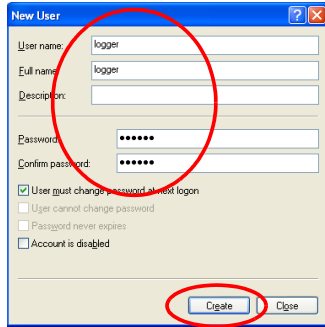 New User
User name: logger
Full name: logger
Description:
Password: ●●●●●●
Confirm password: ●●●●●●
User must change password at next logon
User cannot change password
Password never expires
Account is disabled
Create Close